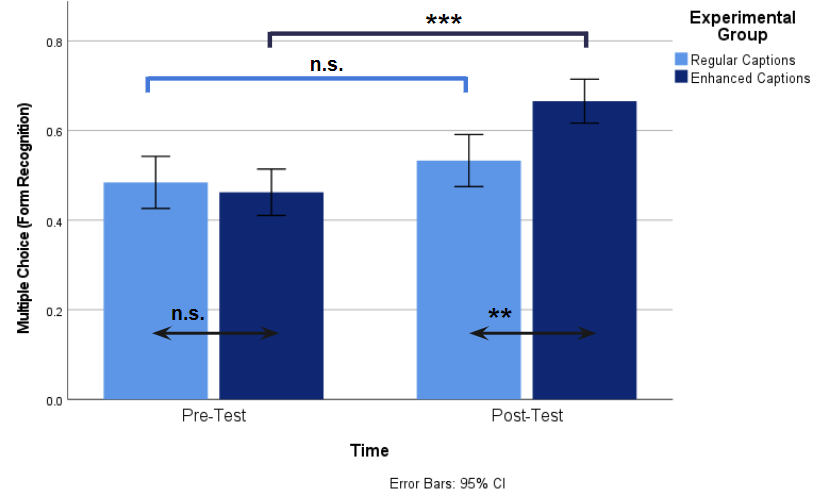 ***
Experimental
Group
Regular Captions
Enhanced Captions
n.s.
Multiple Choice (Form Recognition)
0.8
0.6
0.4
0.2
0.0
n.s.
**
Pre-Test
Post-Test
Time
Error Bars: 95% CI